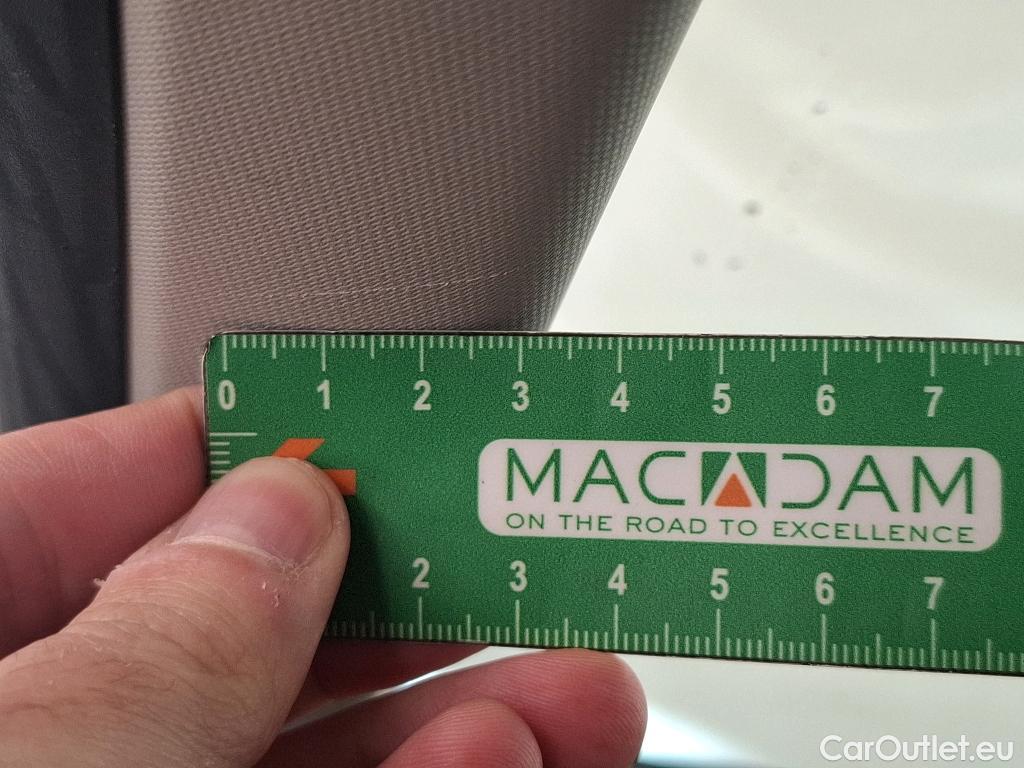 0 1 2 3 4 5 6 7
MACADAM
ON THE ROAD TO EXCELLENCE
2 3 4 5 6 7
CarOutlet.eu